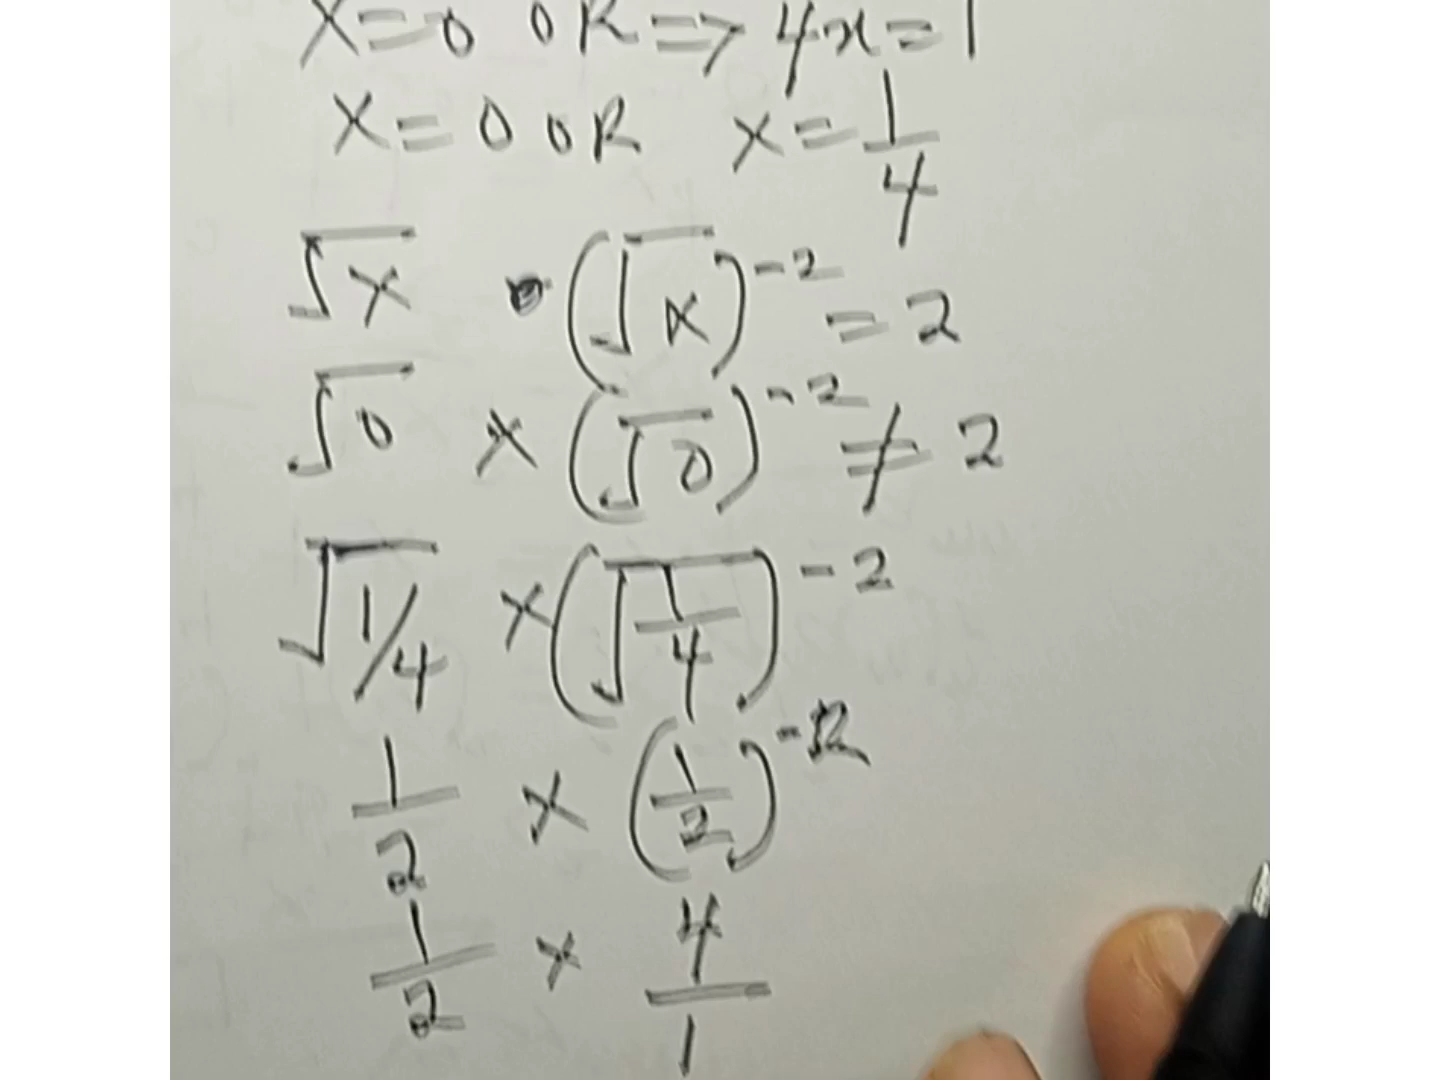 x=0 OR => 4x=1
x=0 OR x=1/4
√x • (√x)^-2 = 2
√0 × (√0)^-2 ≠ 2
√1/4 × (√1/4)^-2
1/2 × (1/2)^-2
1/2 × 4/1